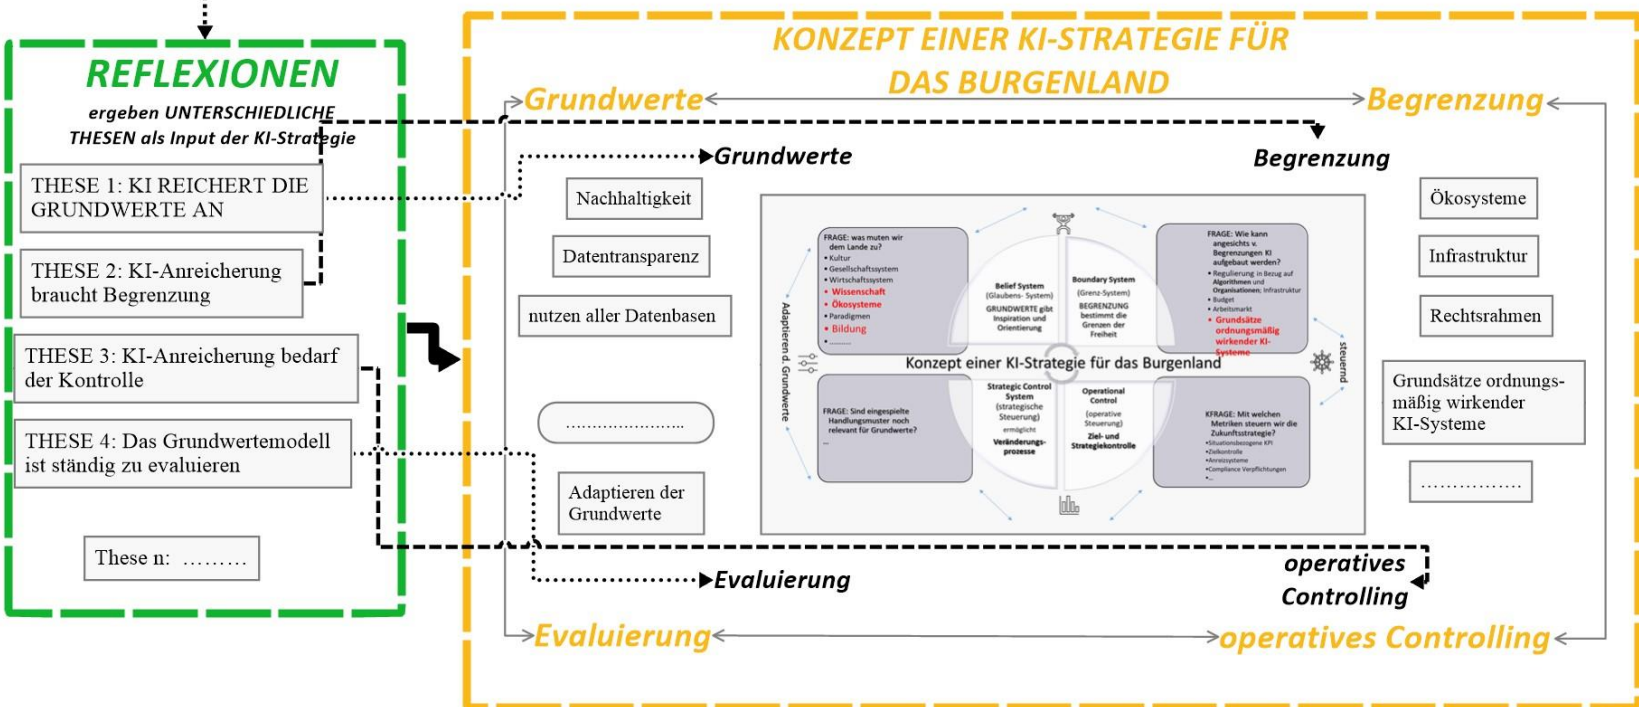 REFLEXIONEN
ergeben UNTERSCHIEDLICHE
THESEN als Input der KI-Strategie
THESE 1: KI REICHERT DIE
GRUNDWERTE AN
THESE 2: KI-Anreicherung
braucht Begrenzung
THESE 3: KI-Anreicherung bedarf
der Kontrolle
THESE 4: Das Grundwertemodell
ist ständig zu evaluieren
These n: ………
KONZEPT EINER KI-STRATEGIE FÜR
DAS BURGENLAND
Grundwerte
Begrenzung
Grundwerte
Begrenzung
Nachhaltigkeit
Datentransparenz
nutzen aller Datenbasen
…………………..
Adaptieren der
Grundwerte
Adaptieren d. Grundwerte
FRAGE: was muten wir
dem Lande zu?
• Kultur
• Gesellschaftssystem
• Wirtschaftssystem
• Wissenschaft
• Ökosysteme
• Paradigmen
• Bildung
• ..........
Belief System
(Glaubens- System)
GRUNDWERTE gibt
Inspiration und
Orientierung
Boundary System
(Grenz-System)
BEGRENZUNG
bestimmt die
Grenzen der
Freiheit
FRAGE: Wie kann
angesichts v.
Begrenzungen KI
aufgebaut werden?
• Regulierung in Bezug auf
Algorithmen und
Organisationen; Infrastruktur
• Budget
• Arbeitsmarkt
• Grundsätze
ordnungsmäßig
wirkender KI-
Systeme
Konzept einer KI-Strategie für das Burgenland
steuernd
FRAGE: Sind eingespielte
Handlungsmuster noch
relevant für Grundwerte?
...
Strategic Control
System
(strategische
Steuerung)
ermöglicht
Veränderungs-
prozesse
Operational
Control
(operative
Steuerung)
Ziel- und
Strategiekontrolle
KFRAGE: Mit welchen
Metriken steuern wir die
Zukunftsstrategie?
•Situationsbezogene KPI
•Zielkontrolle
•Anreizsysteme
•Compliance Verpflichtungen
•...
Ökosysteme
Infrastruktur
Rechtsrahmen
Grundsätze ordnungs-
mäßig wirkender
KI-Systeme
…………….
Evaluierung
operatives
Controlling
Evaluierung
operatives Controlling